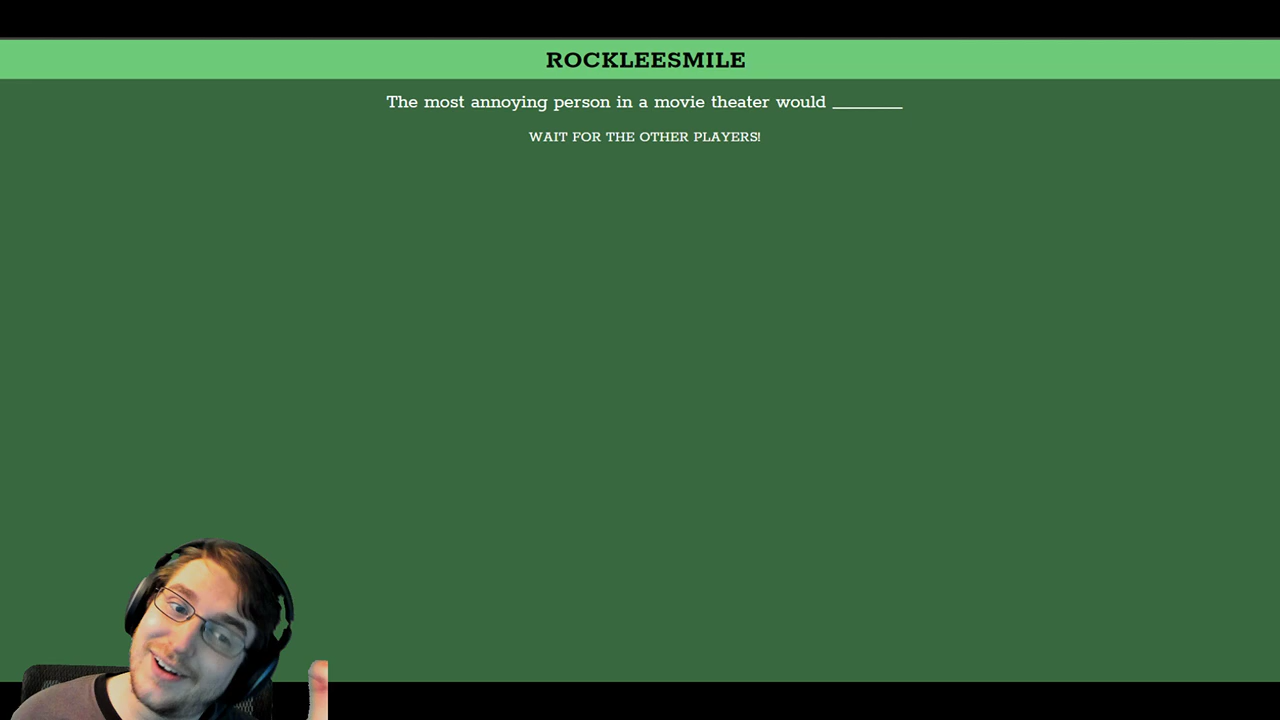 ROCKLEESMILE
The most annoying person in a movie theater would ________
WAIT FOR THE OTHER PLAYERS!